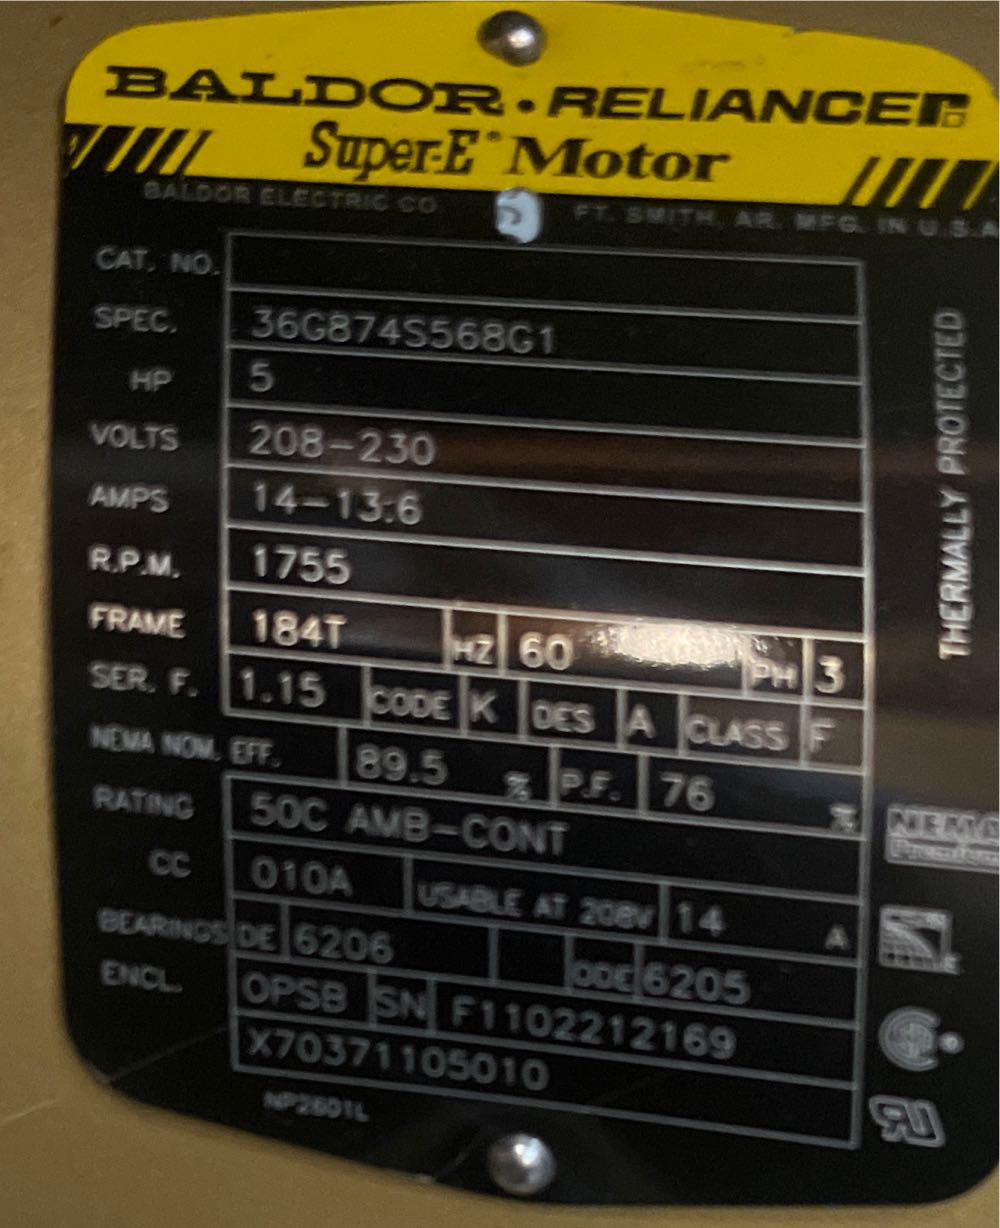 BALDOR • RELIANCER
Super-E® Motor
BALDOR ELECTRIC CO. FT. SMITH, AR. MFG. IN U.S.A
CAT. NO.
SPEC. 36G874S568G1
HP 5
VOLTS 208-230
AMPS 14-13.6
R.P.M. 1755
FRAME 184T HZ 60 PH 3
SER. F. 1.15 CODE K DES A CLASS F
NEMA NOM. EFF. 89.5 % P.F. 76 %
RATING 50C AMB-CONT
CC 010A USABLE AT 208V 14 A
BEARINGS DE 6206 ODE 6205
ENCL. OPSB SN F1102212169
X70371105010
NP2601L
THERMALLY PROTECTED
NEMA
Premium